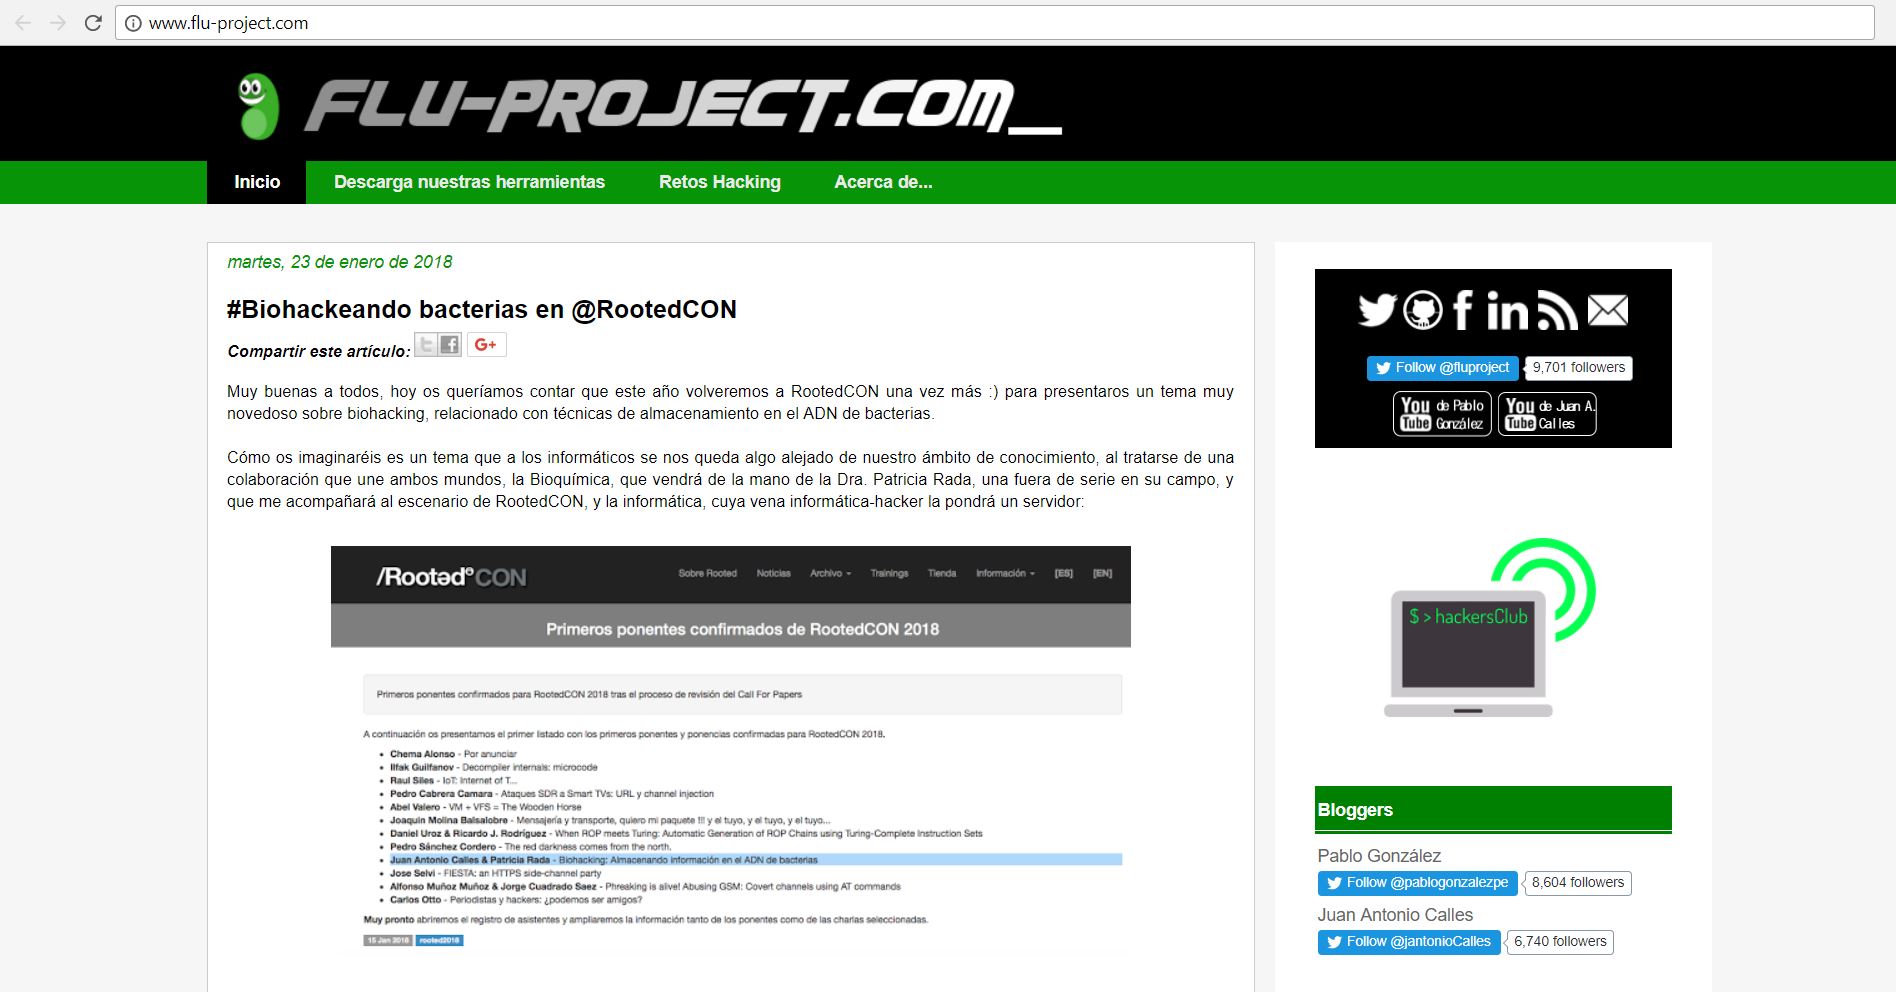 www.flu-project.com
FLU-PROJECT.COM_
Inicio
Descarga nuestras herramientas
Retos Hacking
Acerca de...
martes, 23 de enero de 2018
#Biohackeando bacterias en @RootedCON
Compartir este artículo:
G+
Muy buenas a todos, hoy os queríamos contar que este año volveremos a RootedCON una vez más :) para presentaros un tema muy
novedoso sobre biohacking, relacionado con técnicas de almacenamiento en el ADN de bacterias.
Cómo os imaginaréis es un tema que a los informáticos se nos queda algo alejado de nuestro ámbito de conocimiento, al tratarse de una
colaboración que une ambos mundos, la Bioquímica, que vendrá de la mano de la Dra. Patricia Rada, una fuera de serie en su campo, y
que me acompañará al escenario de RootedCON, y la informática, cuya vena informática-hacker la pondrá un servidor:
/Rootedº CON
Sobre Rooted
Noticias
Archivo
Trainings
Tienda
Información
[ES]
[EN]
Primeros ponentes confirmados de RootedCON 2018
Primeros ponentes confirmados para RootedCON 2018 tras el proceso de revisión del Call For Papers
A continuación os presentamos el primer listado con los primeros ponentes y ponencias confirmadas para RootedCON 2018.
• Chema Alonso - Por anunciar
• Ilfak Guilfanov - Decompiler internals: microcode
• Raul Siles - IoT: Internet of T...
• Pedro Cabrera Camara - Ataques SDR a Smart TVs: URL y channel injection
• Abel Valero - VM + VFS = The Wooden Horse
• Joaquín Molina Balsalobre - Mensajería y transporte, quiero mi paquete !!! y el tuyo, y el tuyo, y el tuyo...
• Daniel Uroz & Ricardo J. Rodríguez - When ROP meets Turing: Automatic Generation of ROP Chains using Turing-Complete Instruction Sets
• Pedro Sánchez Cordero - The red darkness comes from the north.
• Juan Antonio Calles & Patricia Rada - Biohacking: Almacenando información en el ADN de bacterias
• Jose Selvi - FIESTA: an HTTPS side-channel party
• Alfonso Muñoz Muñoz & Jorge Cuadrado Saez - Phreaking is alive! Abusing GSM: Covert channels using AT commands
• Carlos Otto - Periodistas y hackers: ¿podemos ser amigos?
Muy pronto abriremos el registro de asistentes y ampliaremos la información tanto de los ponentes como de las charlas seleccionadas.
15 Jan 2018
rooted2018
Follow @fluproject
9,701 followers
You Tube de Pablo González
You Tube de Juan A. Calles
$ > hackersClub
Bloggers
Pablo González
Follow @pablogonzalezpe
8,604 followers
Juan Antonio Calles
Follow @jantonioCalles
6,740 followers